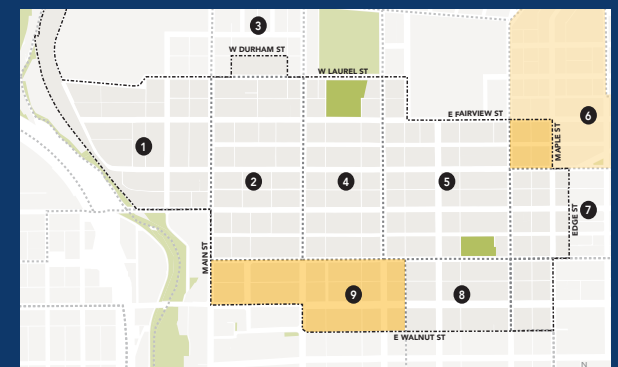 3
W DURHAM ST
W LAUREL ST
E FAIRVIEW ST
6
MAPLE ST
1
2
4
5
7
EDGE ST
MAIN ST
9
8
E WALNUT ST
N